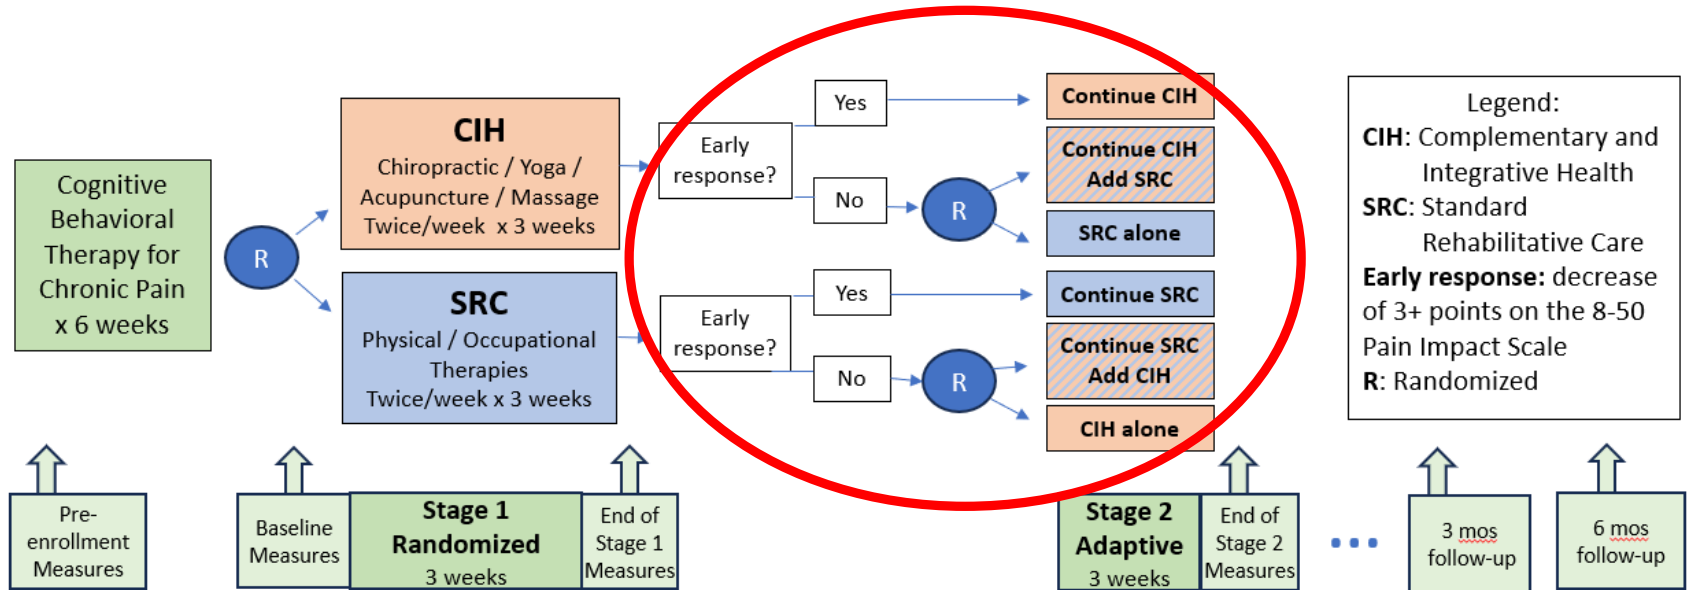 Cognitive
Behavioral
Therapy for
Chronic Pain
x 6 weeks
R
CIH
Chiropractic / Yoga /
Acupuncture / Massage
Twice/week x 3 weeks
SRC
Physical / Occupational
Therapies
Twice/week x 3 weeks
Early
response?
Yes
No
R
Continue CIH
Continue CIH
Add SRC
SRC alone
Early
response?
Yes
No
R
Continue SRC
Continue SRC
Add CIH
CIH alone
Legend:
CIH: Complementary and
Integrative Health
SRC: Standard
Rehabilitative Care
Early response: decrease
of 3+ points on the 8-50
Pain Impact Scale
R: Randomized
Pre-
enrollment
Measures
Baseline
Measures
Stage 1
Randomized
3 weeks
End of
Stage 1
Measures
Stage 2
Adaptive
3 weeks
End of
Stage 2
Measures
...
3 mos
follow-up
6 mos
follow-up